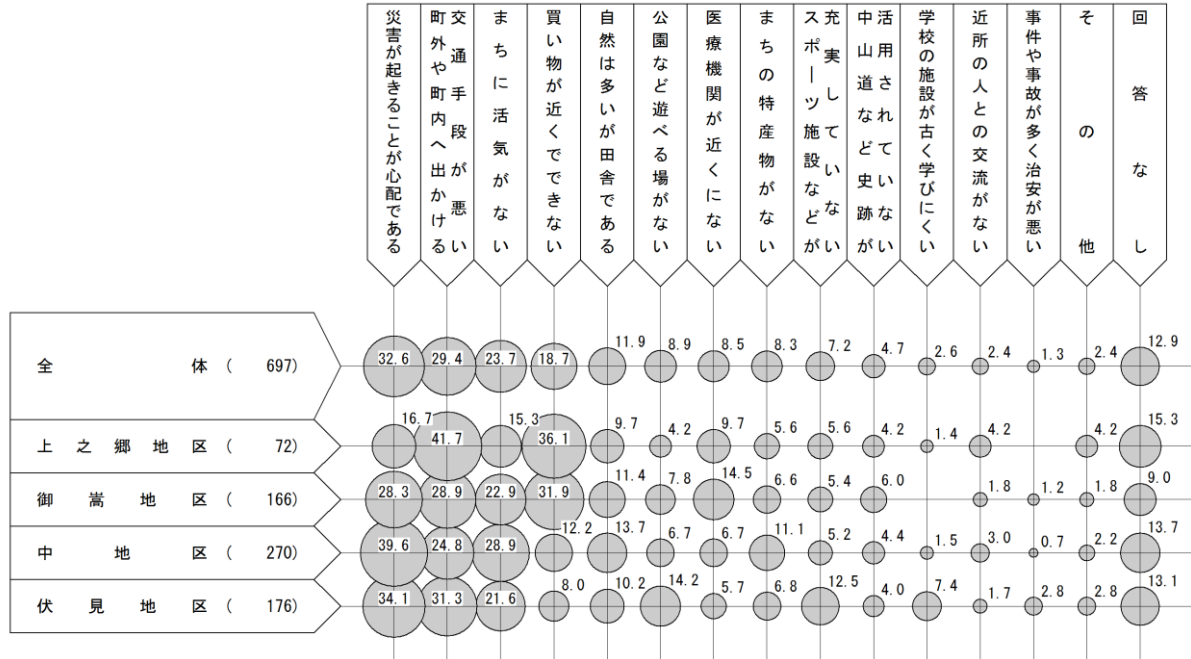 災害が起きることが心配である
町外や町内へ出かける
交通手段が悪い
まちに活気がない
買い物が近くでできない
自然は多いが田舎である
公園など遊べる場がない
医療機関が近くにない
まちの特産物がない
スポーツ施設などが
充実していない
中山道など史跡が
活用されていない
学校の施設が古く学びにくい
近所の人との交流がない
事件や事故が多く治安が悪い
その他
回答なし
全体 ( 697) 32.6 29.4 23.7 18.7 11.9 8.9 8.5 8.3 7.2 4.7 2.6 2.4 1.3 2.4 12.9
上之郷地区 ( 72) 16.7 41.7 15.3 36.1 9.7 4.2 9.7 5.6 5.6 4.2 1.4 4.2 4.2 15.3
御嵩地区 ( 166) 28.3 28.9 22.9 31.9 11.4 7.8 14.5 6.6 5.4 6.0 1.8 1.2 1.8 9.0
中地区 ( 270) 39.6 24.8 28.9 12.2 13.7 6.7 6.7 11.1 5.2 4.4 1.5 3.0 0.7 2.2 13.7
伏見地区 ( 176) 34.1 31.3 21.6 8.0 10.2 14.2 5.7 6.8 12.5 4.0 7.4 1.7 2.8 2.8 13.1